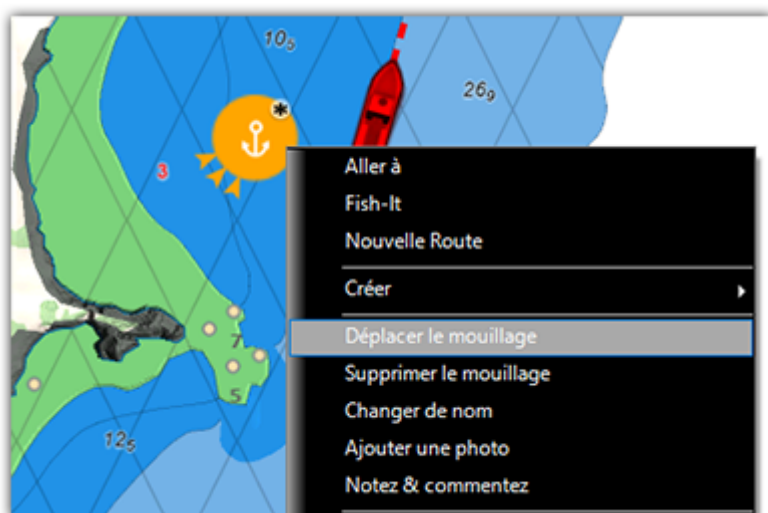 10₅
26₉
3
Aller à
Fish-It
Nouvelle Route
Créer
Déplacer le mouillage
7
Supprimer le mouillage
5
Changer de nom
12₅
Ajouter une photo
Notez & commentez